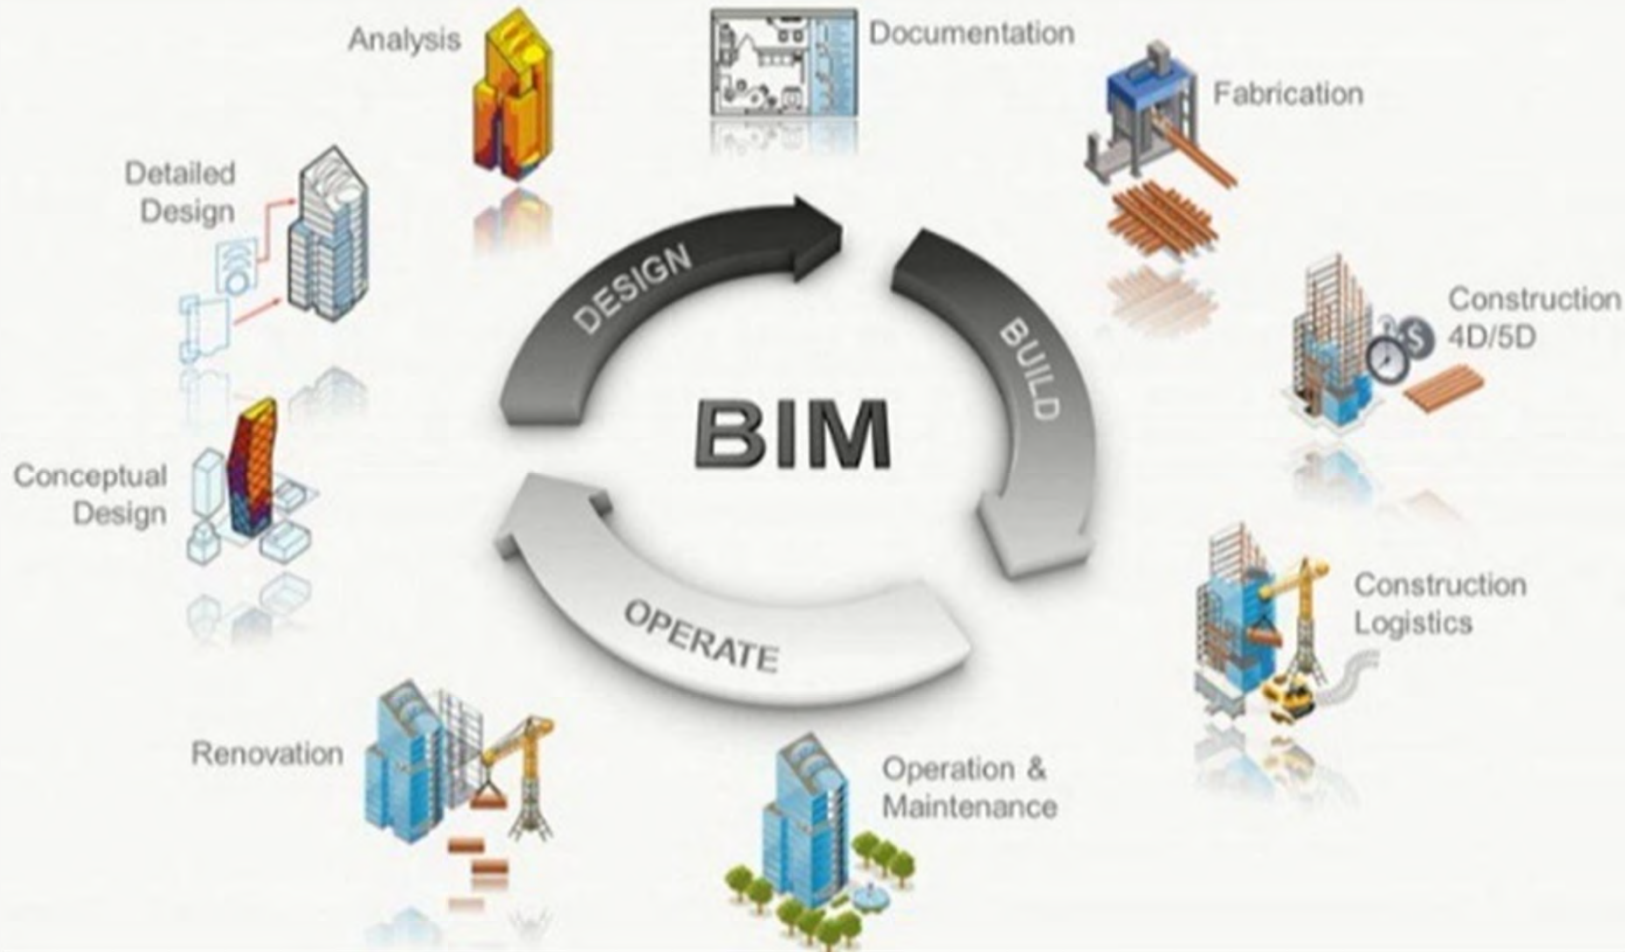 Analysis
Documentation
Fabrication
Detailed
Design
DESIGN
BUILD
Construction
4D/5D
$
BIM
Conceptual
Design
Construction
Logistics
OPERATE
Renovation
Operation &
Maintenance